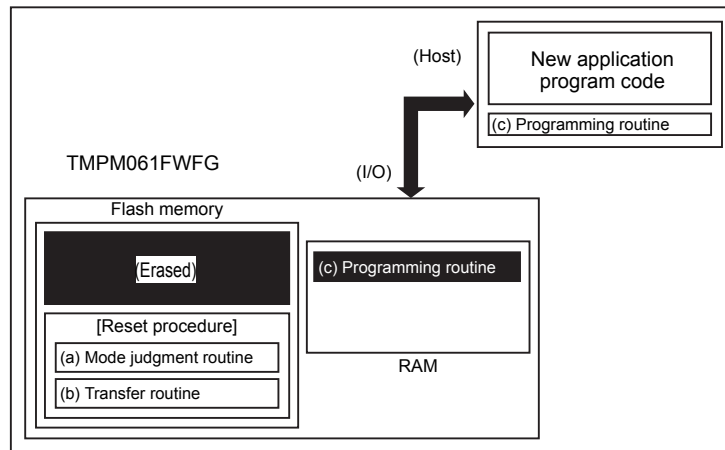 (Host)
New application
program code
(c) Programming routine
TMPM061FWFG
(I/O)
Flash memory
(Erased)
(c) Programming routine
[Reset procedure]
(a) Mode judgment routine
(b) Transfer routine
RAM